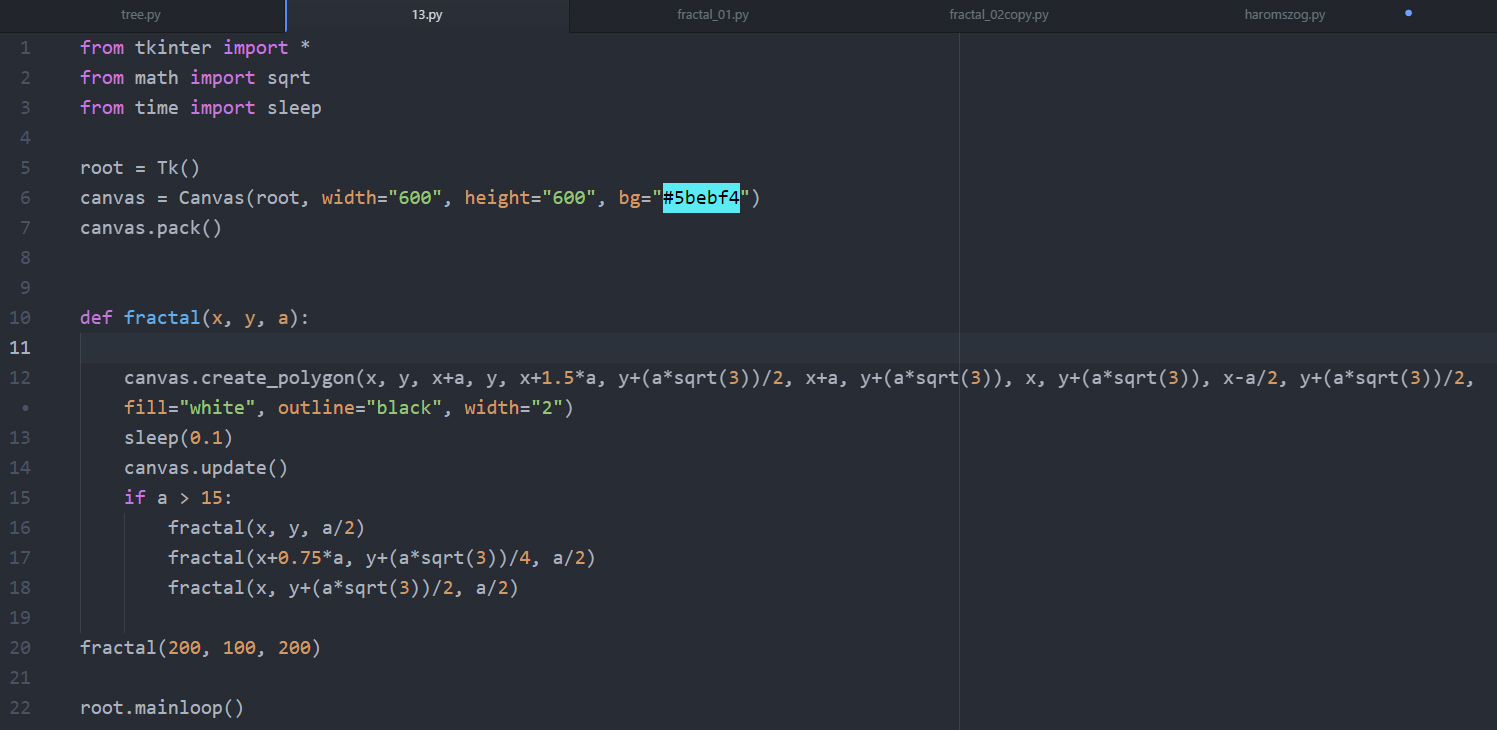 tree.py 13.py fractal_01.py fractal_02copy.py haromszog.py
1 from tkinter import *
2 from math import sqrt
3 from time import sleep
4
5 root = Tk()
6 canvas = Canvas(root, width="600", height="600", bg="#5bebf4")
7 canvas.pack()
8
9
10 def fractal(x, y, a):
11
12     canvas.create_polygon(x, y, x+a, y, x+1.5*a, y+(a*sqrt(3))/2, x+a, y+(a*sqrt(3)), x, y+(a*sqrt(3)), x-a/2, y+(a*sqrt(3))/2,
•     fill="white", outline="black", width="2")
13     sleep(0.1)
14     canvas.update()
15     if a > 15:
16         fractal(x, y, a/2)
17         fractal(x+0.75*a, y+(a*sqrt(3))/4, a/2)
18         fractal(x, y+(a*sqrt(3))/2, a/2)
19
20 fractal(200, 100, 200)
21
22 root.mainloop()